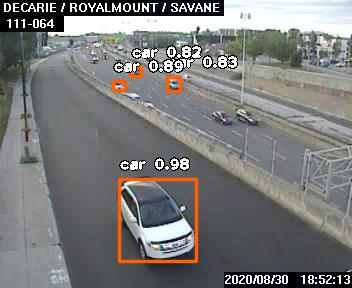 DECARIE / ROYALMOUNT / SAVANE
111-064
car 0.82
car 0.89
r 0.83
car 0.98
2020/08/30 18:52:13